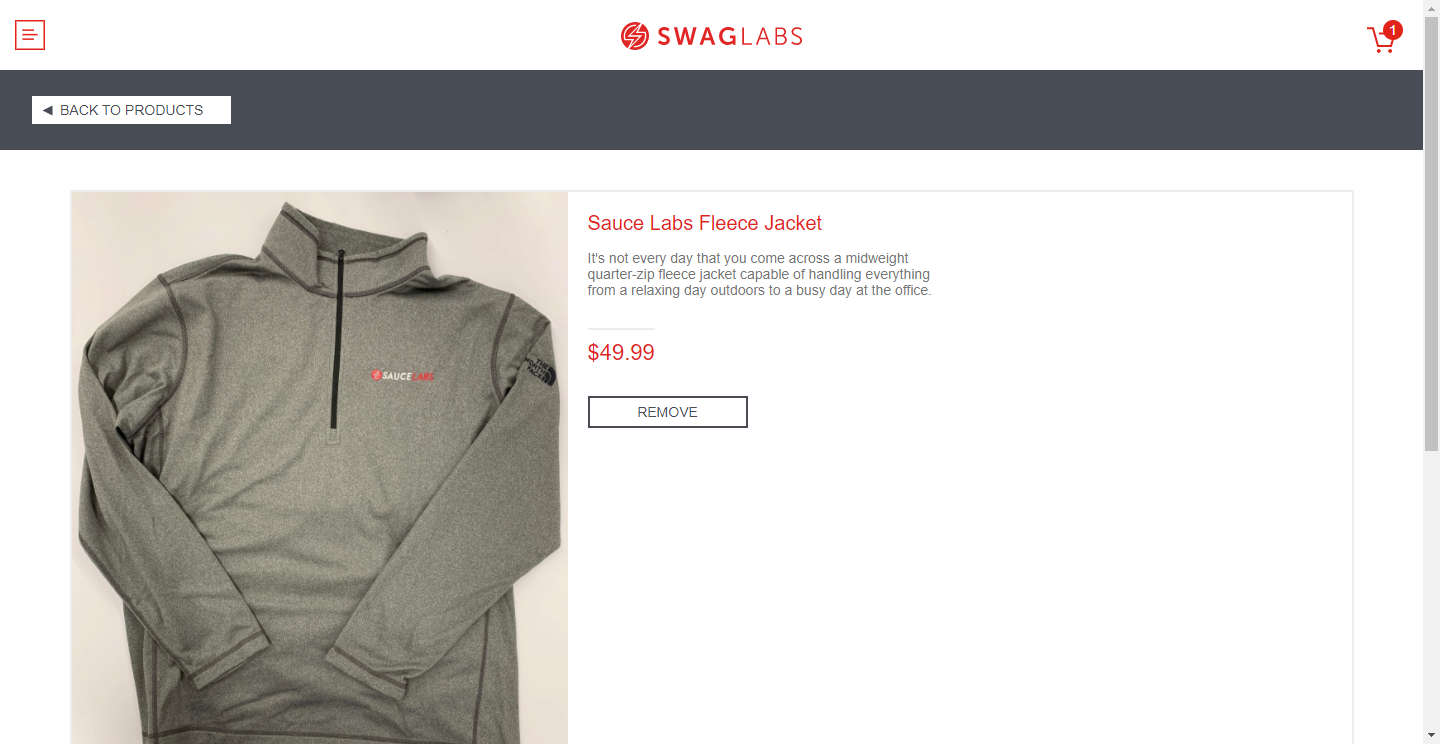 SWAGLABS
1
◄ BACK TO PRODUCTS
Sauce Labs Fleece Jacket
It's not every day that you come across a midweight
quarter-zip fleece jacket capable of handling everything
from a relaxing day outdoors to a busy day at the office.
$49.99
REMOVE
SAUCELABS
THE
NORTH
FACE